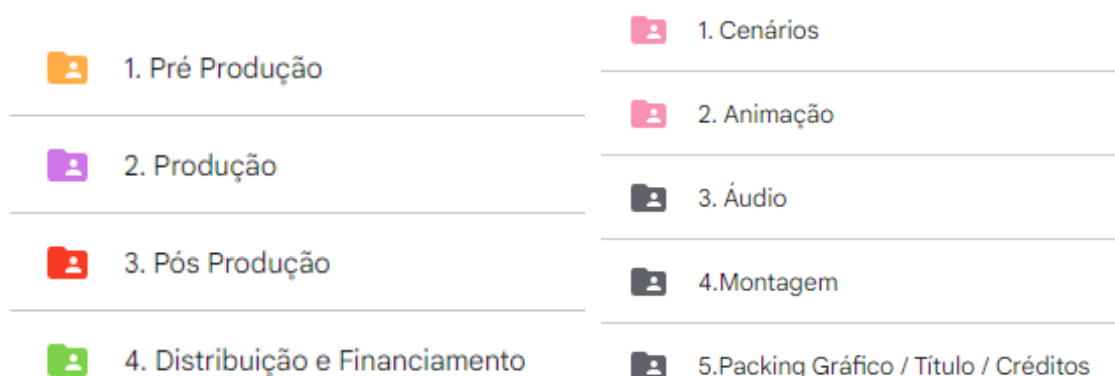 1. Pré Produção
2. Produção
3. Pós Produção
4. Distribuição e Financiamento
1. Cenários
2. Animação
3. Áudio
4.Montagem
5.Packing Gráfico / Título / Créditos